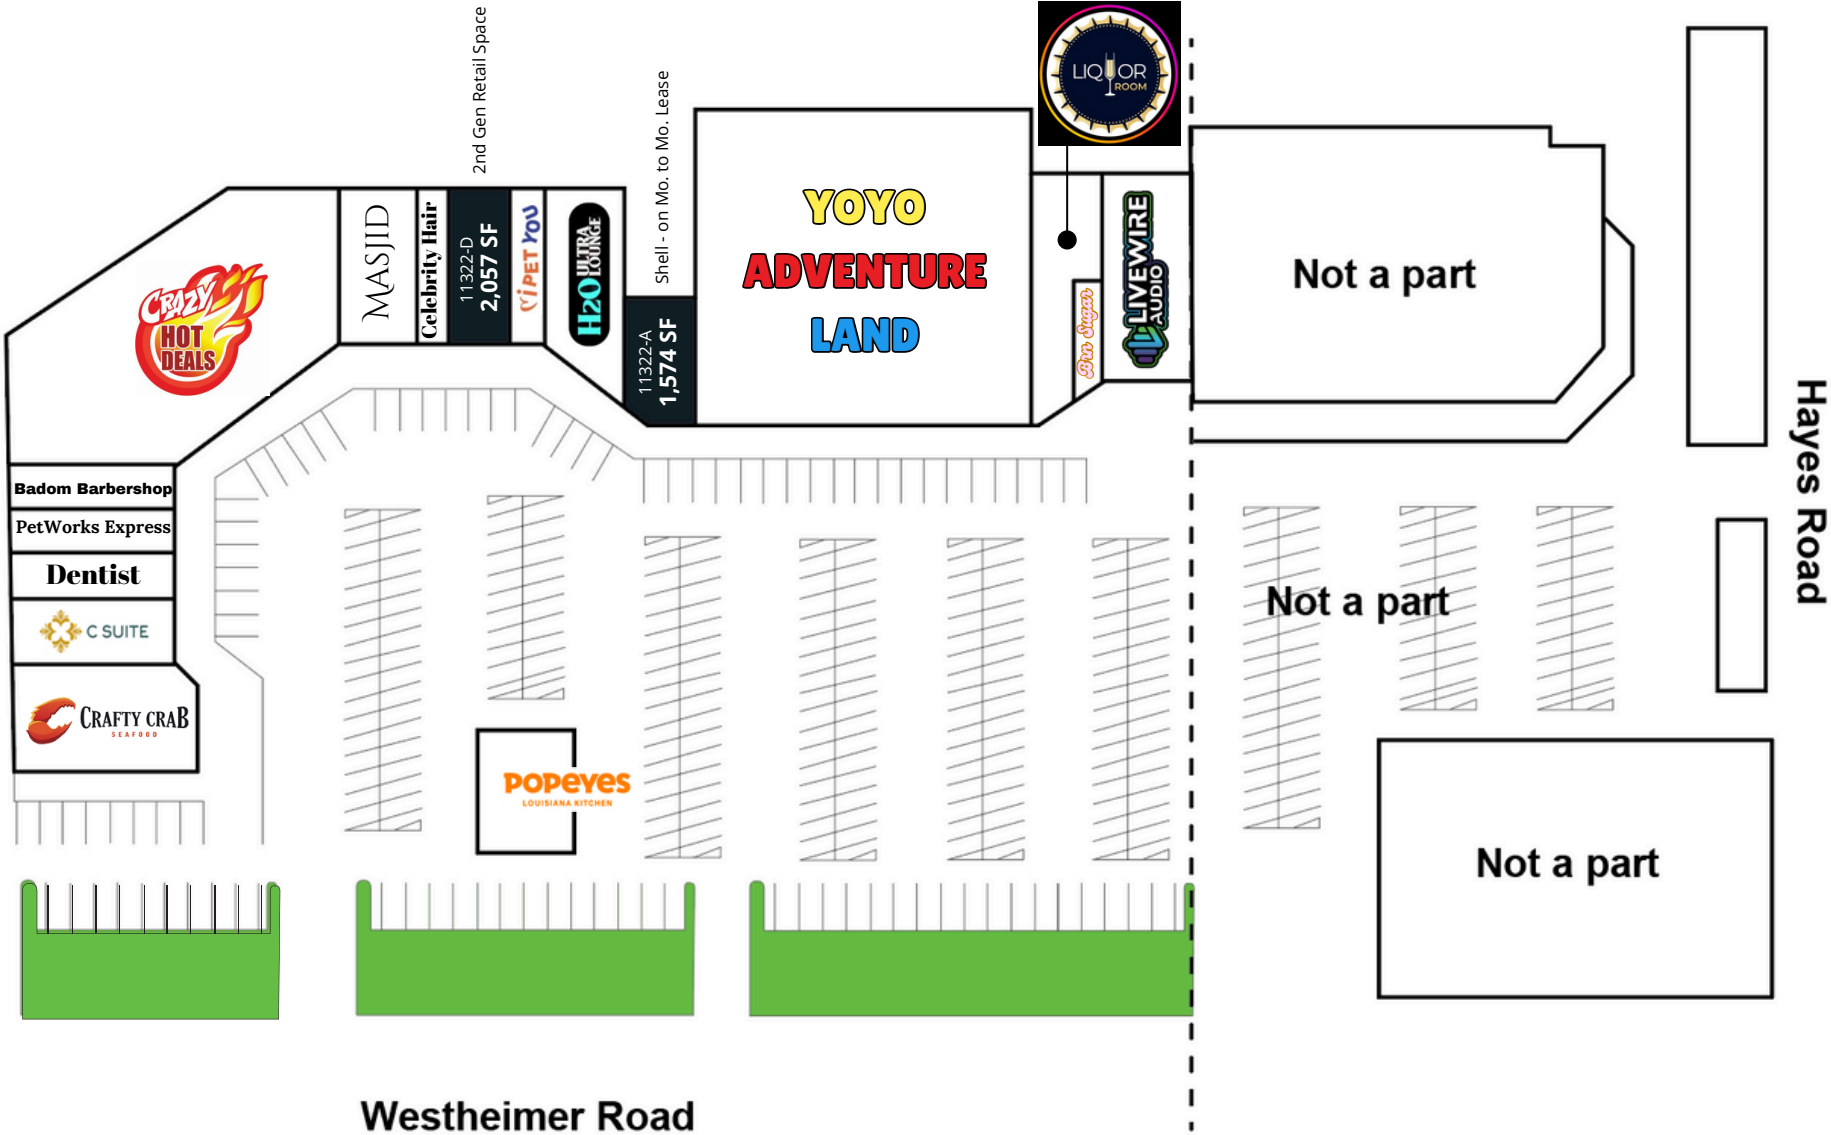 2nd Gen Retail Space
Shell - on Mo. to Mo. Lease
LIQUOR
ROOM
CRAZY
HOT
DEALS
MASJID
Celebrity Hair
11322-D
2,057 SF
iPET YOU
H2O ULTRA
LOUNGE
11322-A
1,574 SF
YOYO
ADVENTURE
LAND
Brn Sugar
LIVEWIRE
AUDIO
Not a part
Hayes Road
Badom Barbershop
PetWorks Express
Dentist
C SUITE
CRAFTY CRAB
SEAFOOD
POPEYES
LOUISIANA KITCHEN
Not a part
Not a part
Westheimer Road